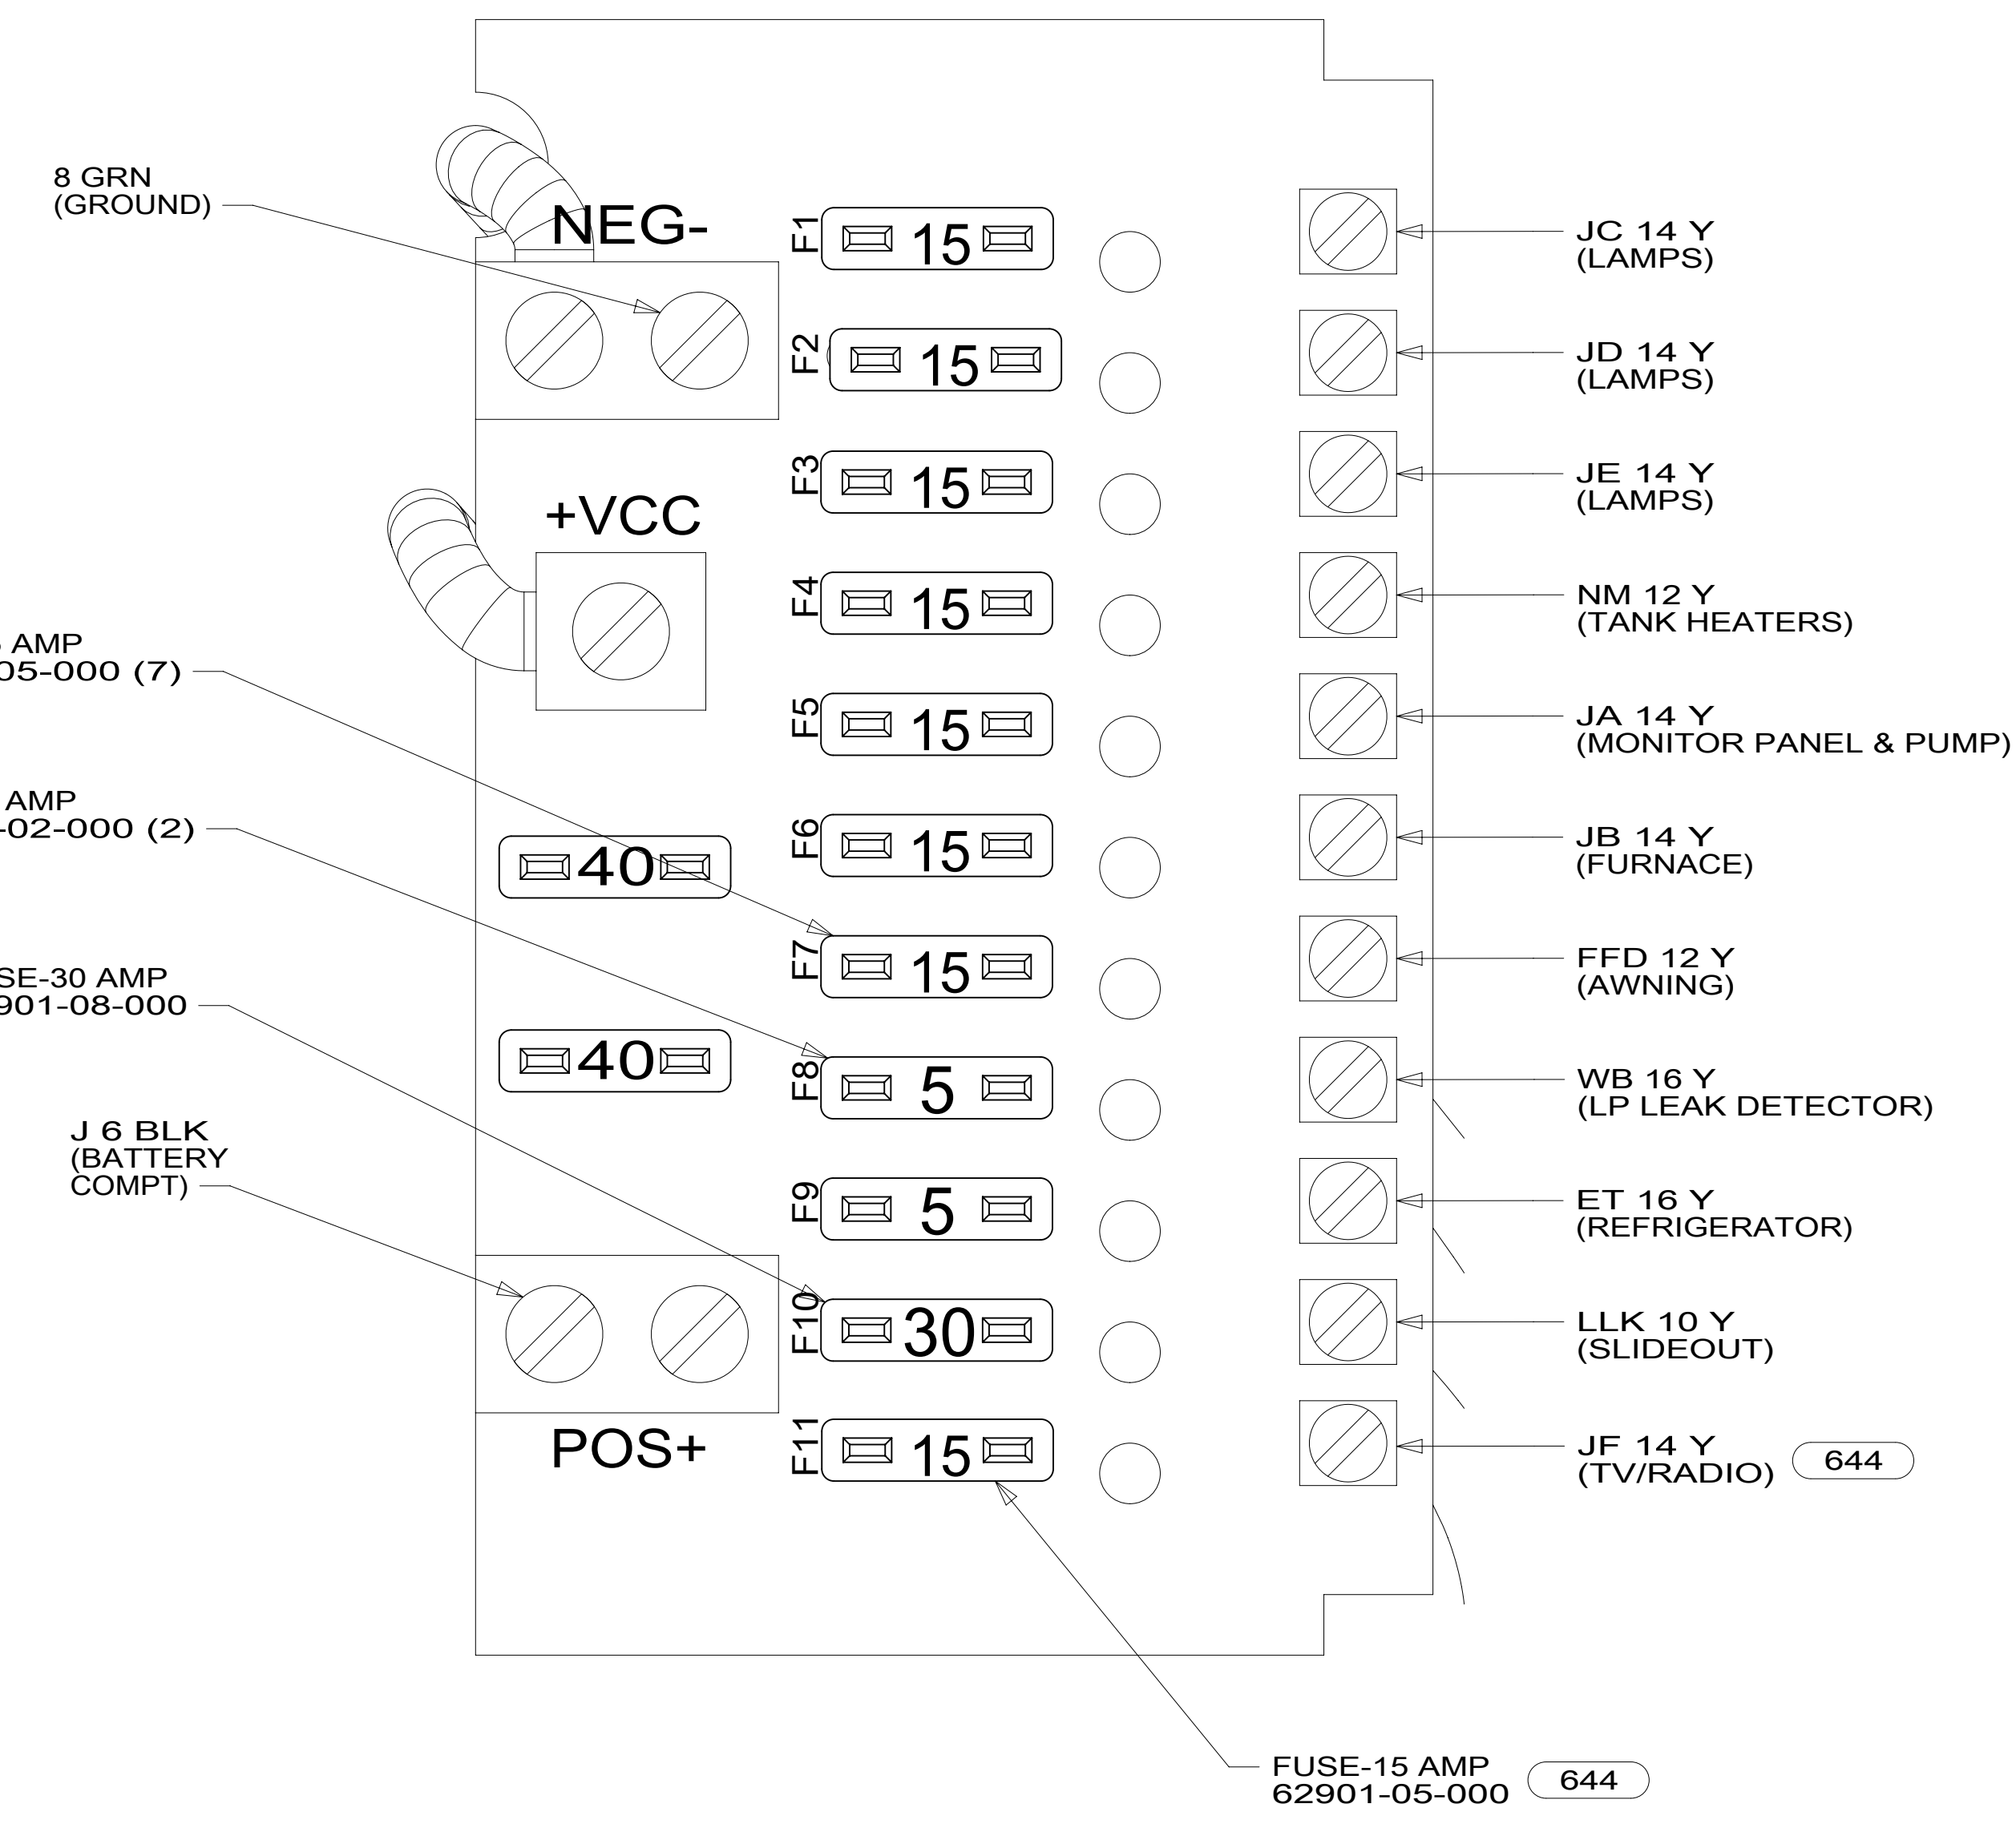 8 GRN
(GROUND)
NEG-
+VCC
AMP
05-000 (7)
AMP
-02-000 (2)
SE-30 AMP
901-08-000
J 6 BLK
(BATTERY
COMPT)
40
40
POS+
F1 15
F2 15
F3 15
F4 15
F5 15
F6 15
F7 15
F8 5
F9 5
F10 30
F11 15
JC 14 Y
(LAMPS)
JD 14 Y
(LAMPS)
JE 14 Y
(LAMPS)
NM 12 Y
(TANK HEATERS)
JA 14 Y
(MONITOR PANEL & PUMP)
JB 14 Y
(FURNACE)
FFD 12 Y
(AWNING)
WB 16 Y
(LP LEAK DETECTOR)
ET 16 Y
(REFRIGERATOR)
LLK 10 Y
(SLIDEOUT)
JF 14 Y
(TV/RADIO) 644
FUSE-15 AMP
62901-05-000 644